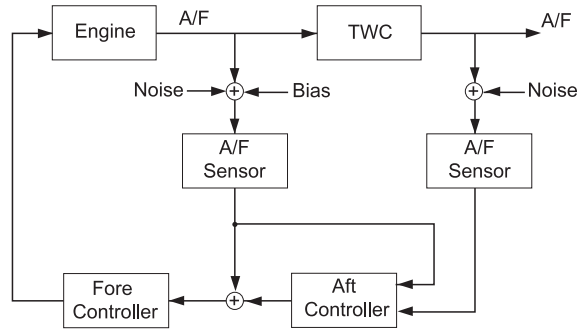 Engine
A/F
TWC
A/F
Noise
Bias
Noise
A/F
Sensor
A/F
Sensor
Fore
Controller
Aft
Controller